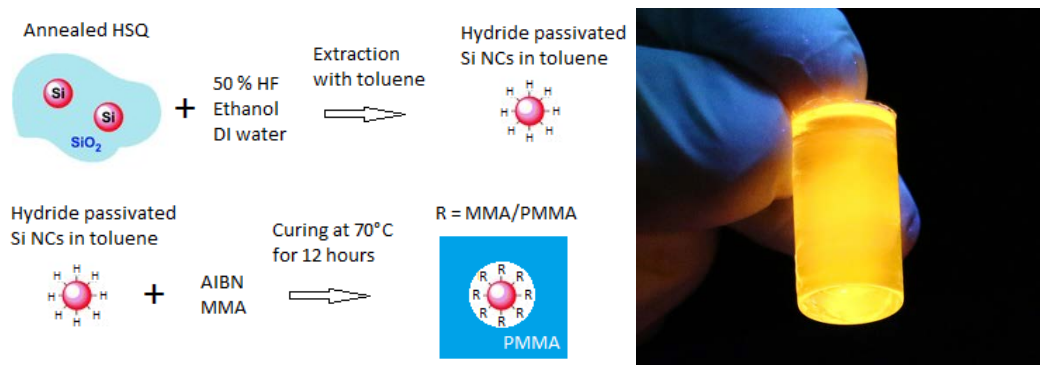 Annealed HSQ
Si
Si
SiO2
+
50 % HF
Ethanol
DI water
Extraction
with toluene
Hydride passivated
Si NCs in toluene
H
H H
H H
H H
H
Hydride passivated
Si NCs in toluene
H
H H
H H
H H
H
+
AIBN
MMA
Curing at 70°C
for 12 hours
R = MMA/PMMA
R
R R
R R
R R
R
PMMA